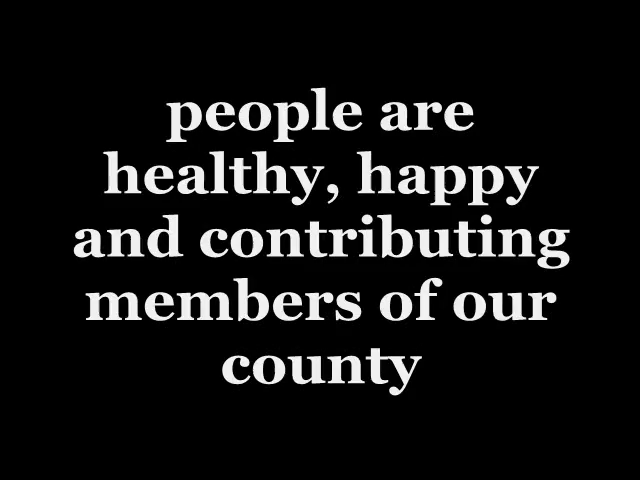 people are
healthy, happy
and contributing
members of our
county